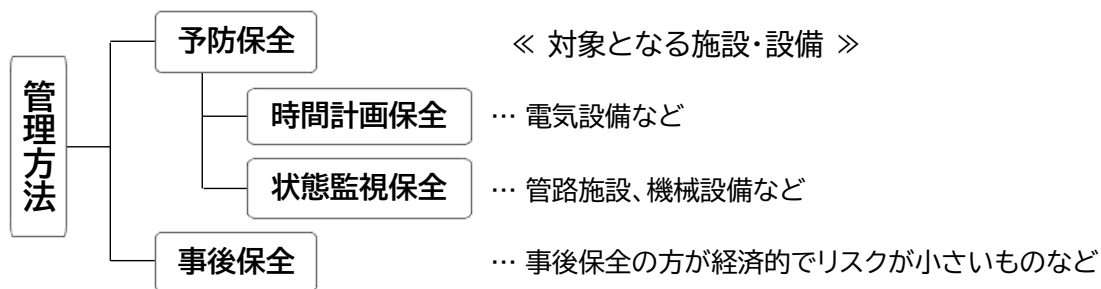 予防保全
≪ 対象となる施設・設備 ≫
管理方法
時間計画保全 … 電気設備など
状態監視保全 … 管路施設、機械設備など
事後保全 … 事後保全の方が経済的でリスクが小さいものなど